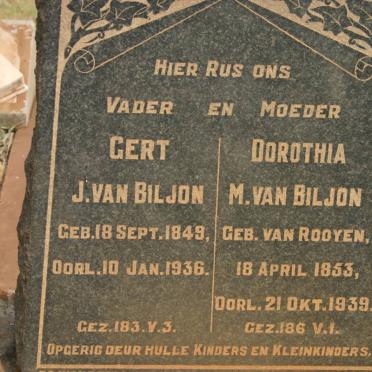 HIER RUS ONS
VADER EN MOEDER
GERT
J. VAN BILJON
GEB. 18 SEPT. 1849,
OORL. 10 JAN. 1936.
GEZ. 183. V. 3.
DOROTHIA
M. VAN BILJON
GEB. VAN ROOYEN,
18 APRIL 1853,
OORL. 21 OKT. 1939.
GEZ. 186 V. 1.
OPGERIG DEUR HULLE KINDERS EN KLEINKINDERS.